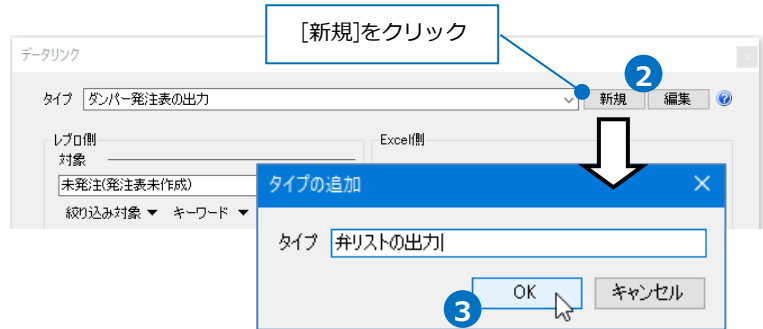 [新規]をクリック
データリンク
2
タイプ ダンパー発注表の出力 新規 編集 ?
レブロ側 Excel側
対象
未発注(発注表未作成)
絞り込み対象 ▼ キーワード ▼
タイプの追加
タイプ 弁リストの出力
3
OK キャンセル